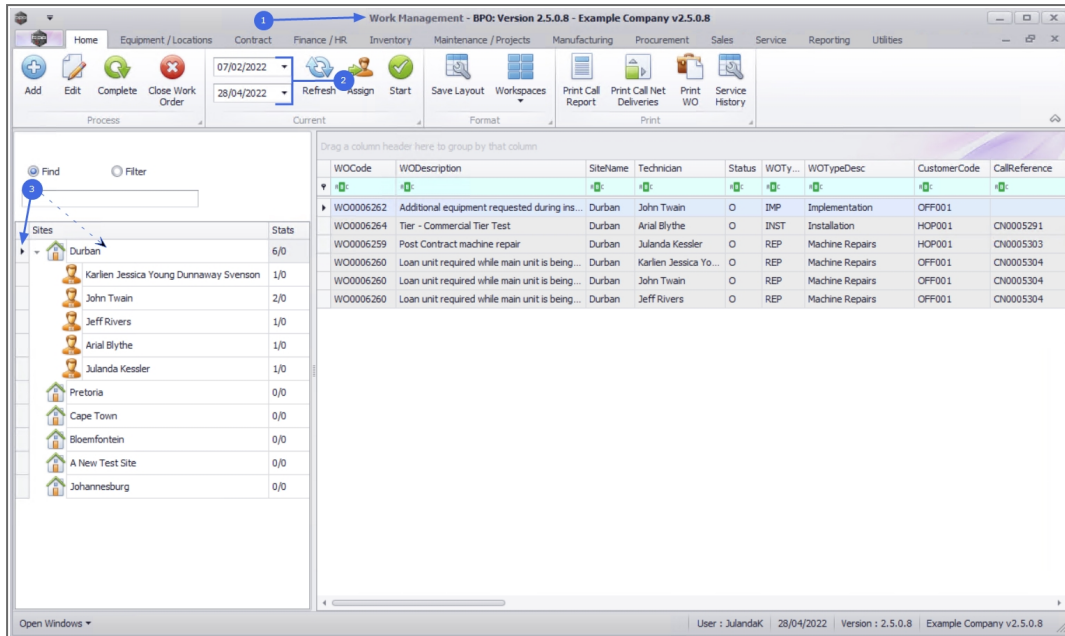 1
Work Management - BPO: Version 2.5.0.8 - Example Company v2.5.0.8
Home Equipment / Locations Contract Finance / HR Inventory Maintenance / Projects Manufacturing Procurement Sales Service Reporting Utilities
07/02/2022
28/04/2022
2
Add Edit Complete Close Work Order Refresh Assign Start Save Layout Workspaces Print Call Report Print Call Net Deliveries Print WO Service History
Process Current Format Print
Drag a column header here to group by that column
Find Filter
3
Sites Stats
Durban 6/0
Karlien Jessica Young Dunnaway Svenson 1/0
John Twain 2/0
Jeff Rivers 1/0
Arial Blythe 1/0
Julanda Kessler 1/0
Pretoria 0/0
Cape Town 0/0
Bloemfontein 0/0
A New Test Site 0/0
Johannesburg 0/0
WOCode WODescription SiteName Technician Status WOTy... WOTypeDesc CustomerCode CallReference
WO0006262 Additional equipment requested during ins... Durban John Twain O IMP Implementation OFF001
WO0006264 Tier - Commercial Tier Test Durban Arial Blythe O INST Installation HOP001 CN0005291
WO0006259 Post Contract machine repair Durban Julanda Kessler O REP Machine Repairs HOP001 CN0005303
WO0006260 Loan unit required while main unit is being... Durban Karlien Jessica Yo... O REP Machine Repairs OFF001 CN0005304
WO0006260 Loan unit required while main unit is being... Durban John Twain O REP Machine Repairs OFF001 CN0005304
WO0006260 Loan unit required while main unit is being... Durban Jeff Rivers O REP Machine Repairs OFF001 CN0005304
Open Windows User : JulandaK 28/04/2022 Version : 2.5.0.8 Example Company v2.5.0.8